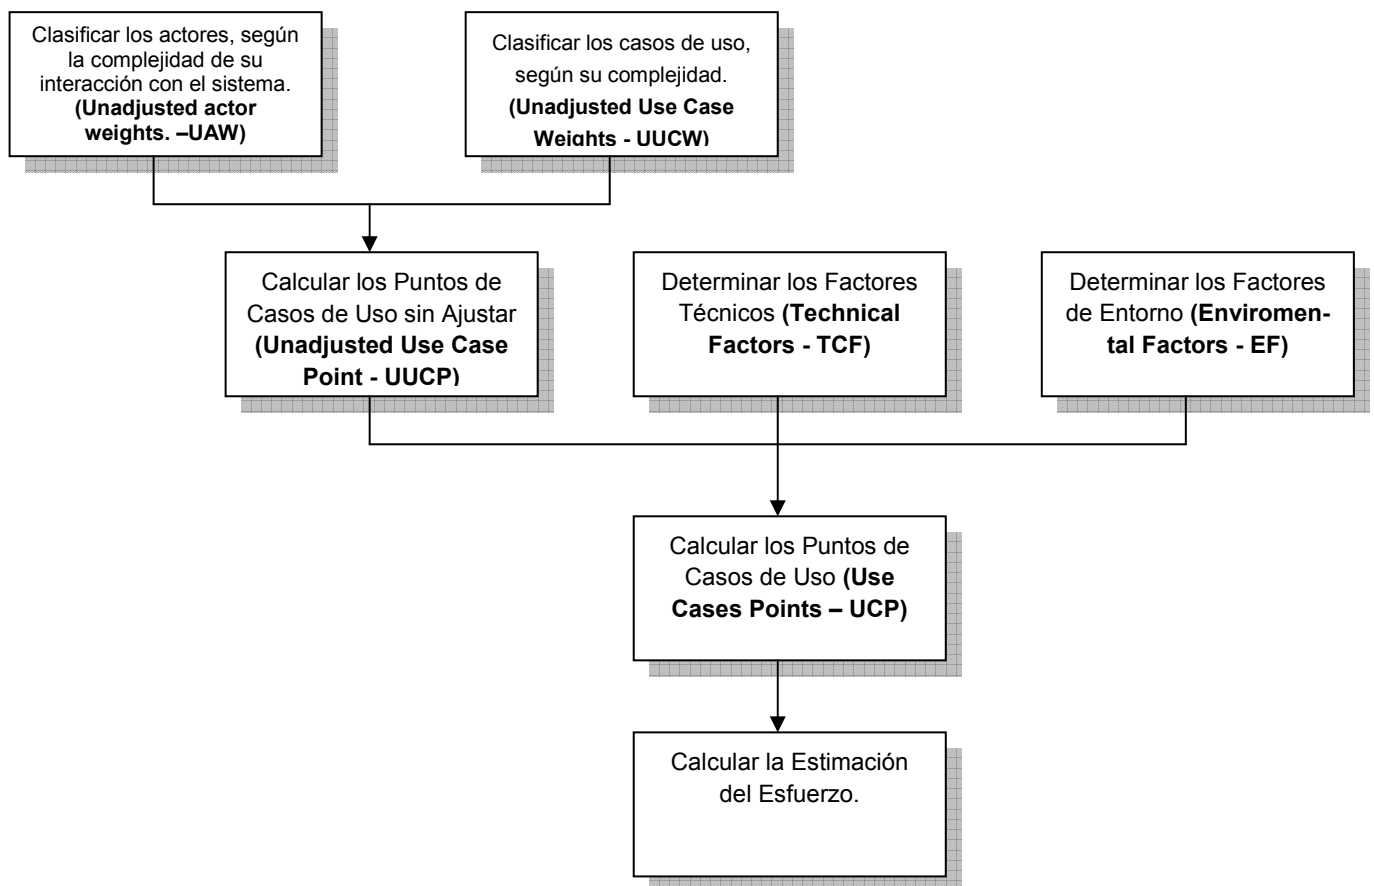 Clasificar los actores, según
la complejidad de su
interacción con el sistema.
(Unadjusted actor
weights. –UAW)
Clasificar los casos de uso,
según su complejidad.
(Unadjusted Use Case
Weights - UUCW)
Calcular los Puntos de
Casos de Uso sin Ajustar
(Unadjusted Use Case
Point - UUCP)
Determinar los Factores
Técnicos (Technical
Factors - TCF)
Determinar los Factores
de Entorno (Enviromen-
tal Factors - EF)
Calcular los Puntos de
Casos de Uso (Use
Cases Points – UCP)
Calcular la Estimación
del Esfuerzo.